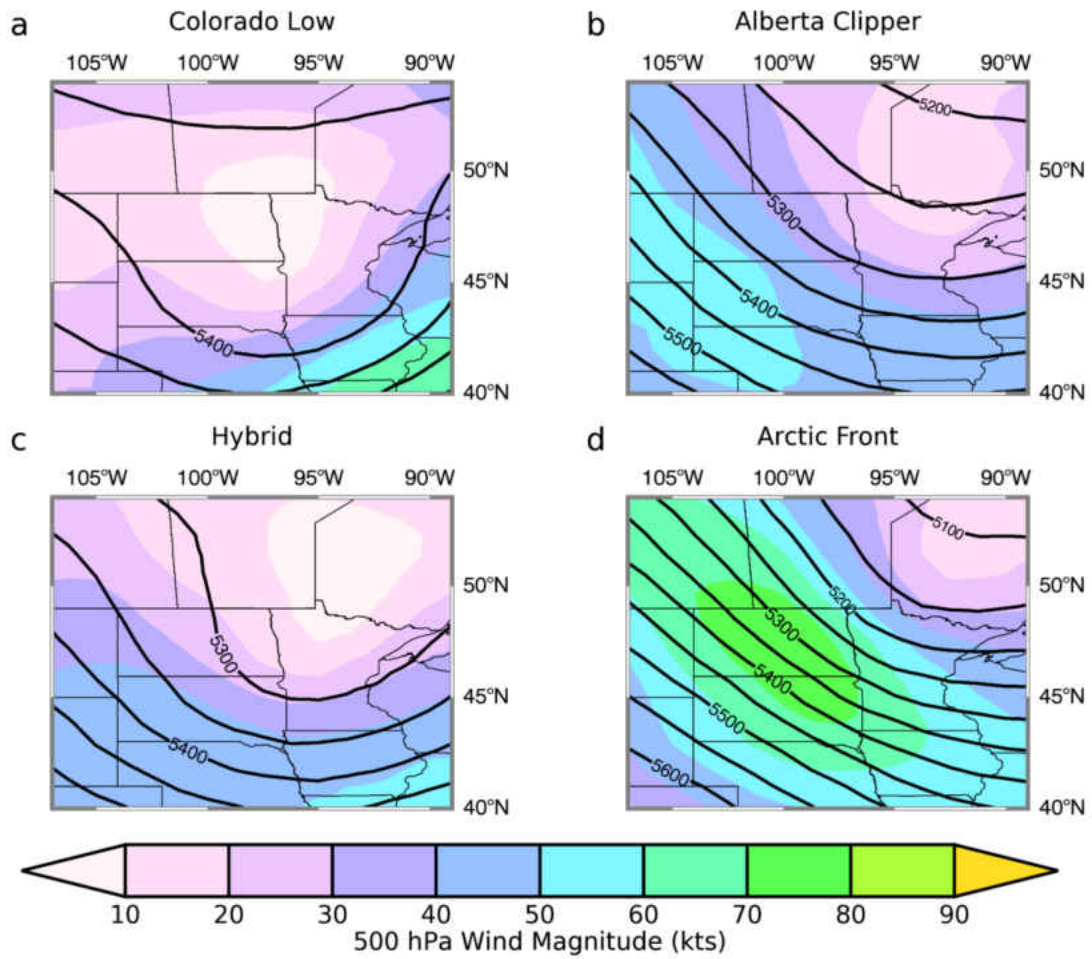 a Colorado Low
105°W 100°W 95°W 90°W
50°N
45°N
40°N
5400
b Alberta Clipper
105°W 100°W 95°W 90°W
50°N
45°N
40°N
5200
5300
5400
5500
c Hybrid
105°W 100°W 95°W 90°W
50°N
45°N
40°N
5300
5400
d Arctic Front
105°W 100°W 95°W 90°W
50°N
45°N
40°N
5100
5200
5300
5400
5500
5600
10 20 30 40 50 60 70 80 90
500 hPa Wind Magnitude (kts)